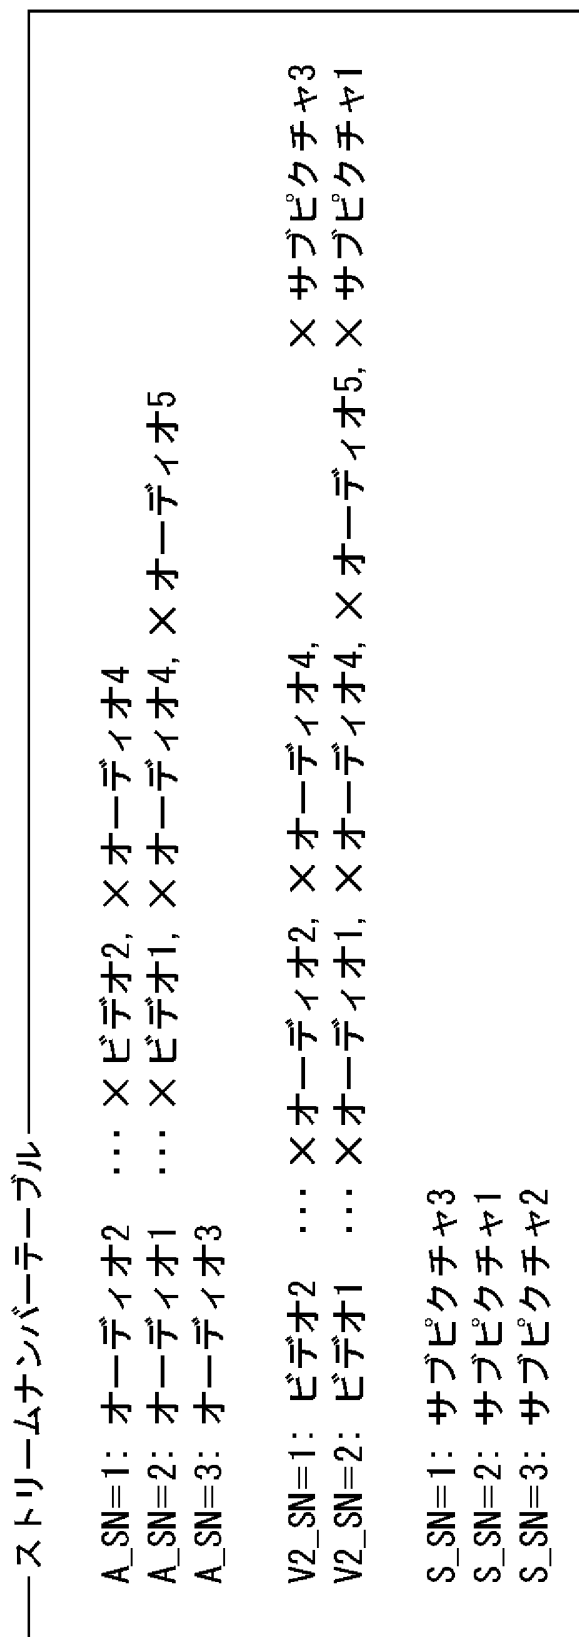 ストリームナンバーテーブル
A_SN=1: オーディオ2 ... ×ビデオ2, ×オーディオ4
A_SN=2: オーディオ1 ... ×ビデオ1, ×オーディオ4, ×オーディオ5
A_SN=3: オーディオ3
V2_SN=1: ビデオ2 ... ×オーディオ2, ×オーディオ4, ×サブピクチャ3
V2_SN=2: ビデオ1 ... ×オーディオ1, ×オーディオ4, ×オーディオ5, ×サブピクチャ1
S_SN=1: サブピクチャ3
S_SN=2: サブピクチャ1
S_SN=3: サブピクチャ2